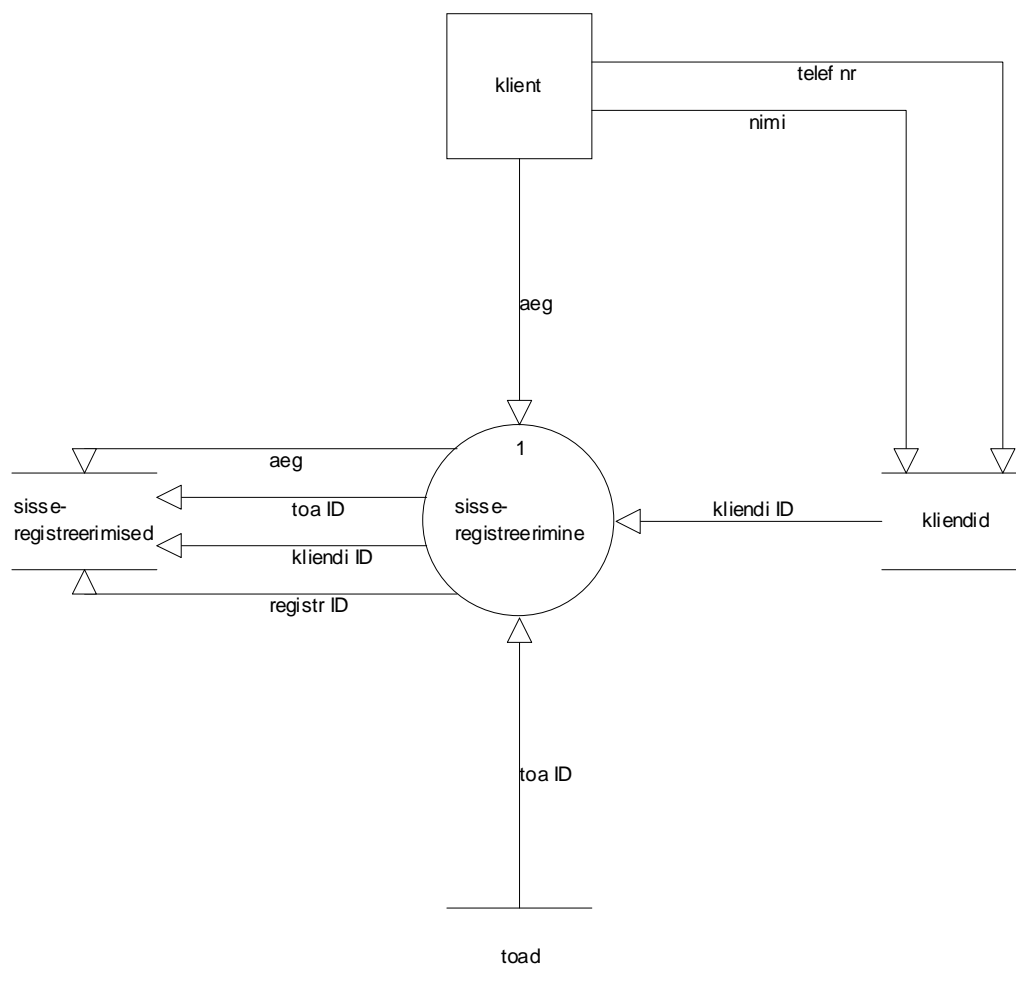 klient
telef nr
nimi
aeg
1
aeg
sisse-
registreerimised
toa ID
kliendi ID
registr ID
sisse-
registreerimine
kliendi ID
kliendid
toa ID
toad